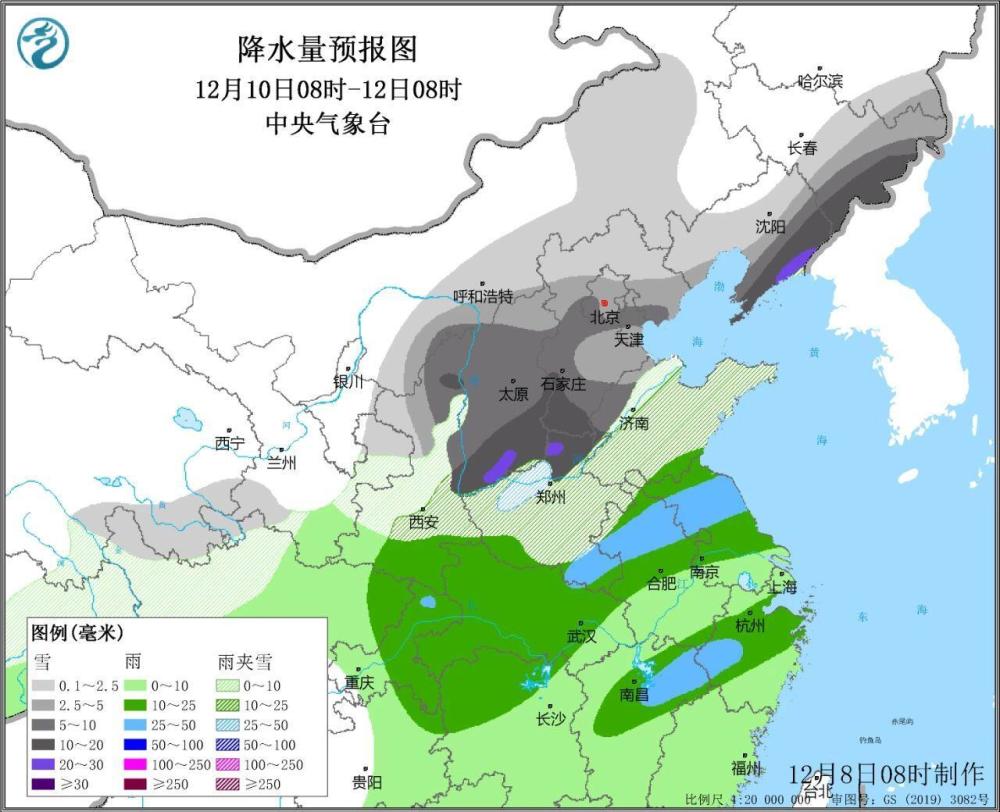 降水量预报图
12月10日08时-12日08时
中央气象台
哈尔滨
长春
沈阳
呼和浩特
北京
渤
天津
海
黄
银川
太原
石家庄
济南
西宁
河
兰州
海
郑州
黄
西安
金
河
合肥
南京
江
上海
长
东
海
武汉
杭州
重庆
南昌
长沙
赤尾屿
钓鱼岛
贵阳
福州
台北
图例(毫米)
雪 雨 雨夹雪
0.1～2.5 0～10 0～10
2.5～5 10～25 10～25
5～10 25～50 25～50
10～20 50～100 50～100
20～30 100～250 100～250
≥30 ≥250 ≥250
12月8日08时制作
比例尺 1:20 000 000 审图号: GS (2019) 3082号